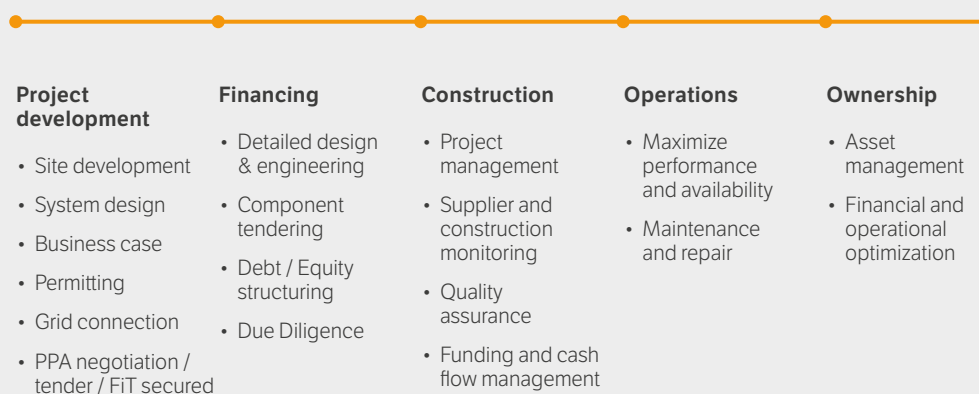 Project
development
• Site development
• System design
• Business case
• Permitting
• Grid connection
• PPA negotiation /
tender / FiT secured
Financing
• Detailed design
& engineering
• Component
tendering
• Debt / Equity
structuring
• Due Diligence
Construction
• Project
management
• Supplier and
construction
monitoring
• Quality
assurance
• Funding and cash
flow management
Operations
• Maximize
performance
and availability
• Maintenance
and repair
Ownership
• Asset
management
• Financial and
operational
optimization